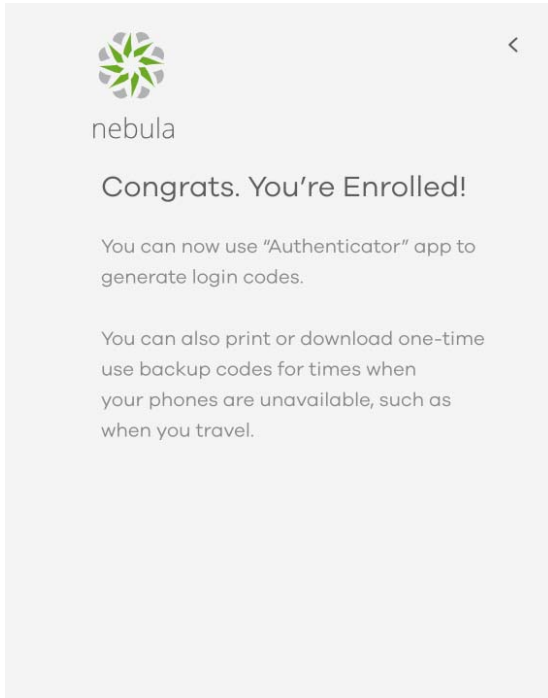 nebula
Congrats. You’re Enrolled!
You can now use “Authenticator” app to
generate login codes.
You can also print or download one-time
use backup codes for times when
your phones are unavailable, such as
when you travel.